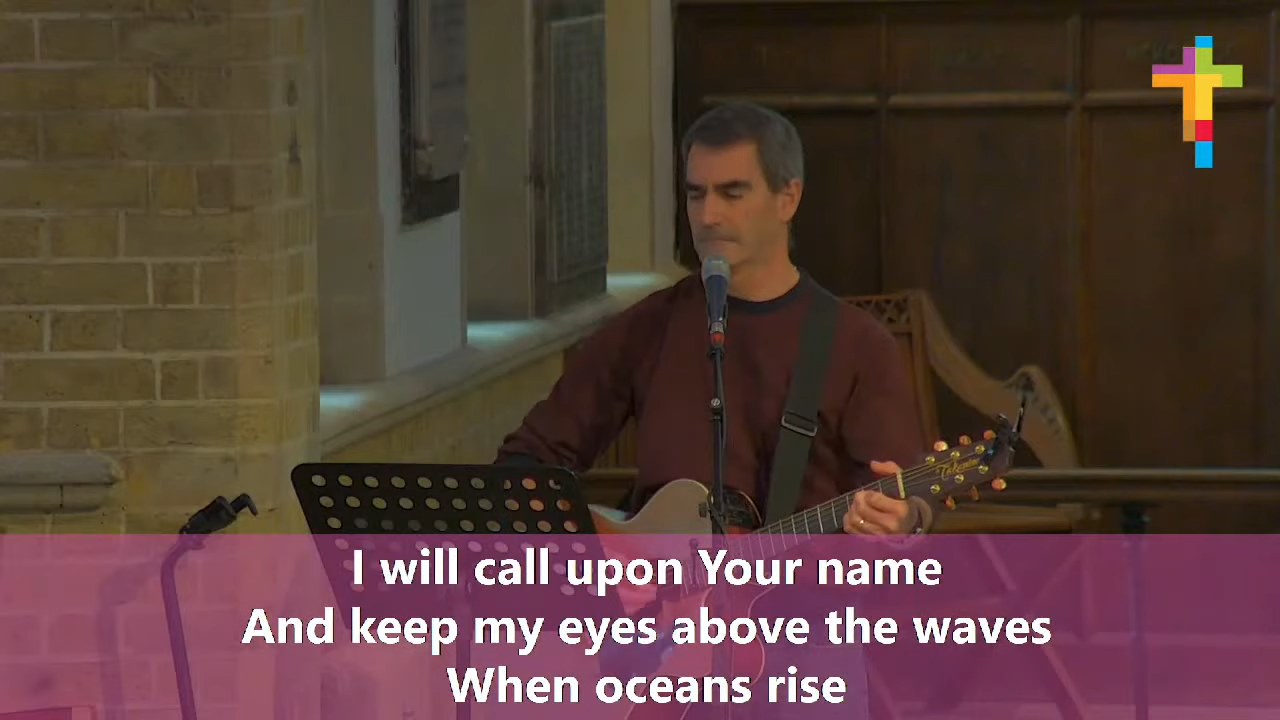 I will call upon Your name
And keep my eyes above the waves
When oceans rise